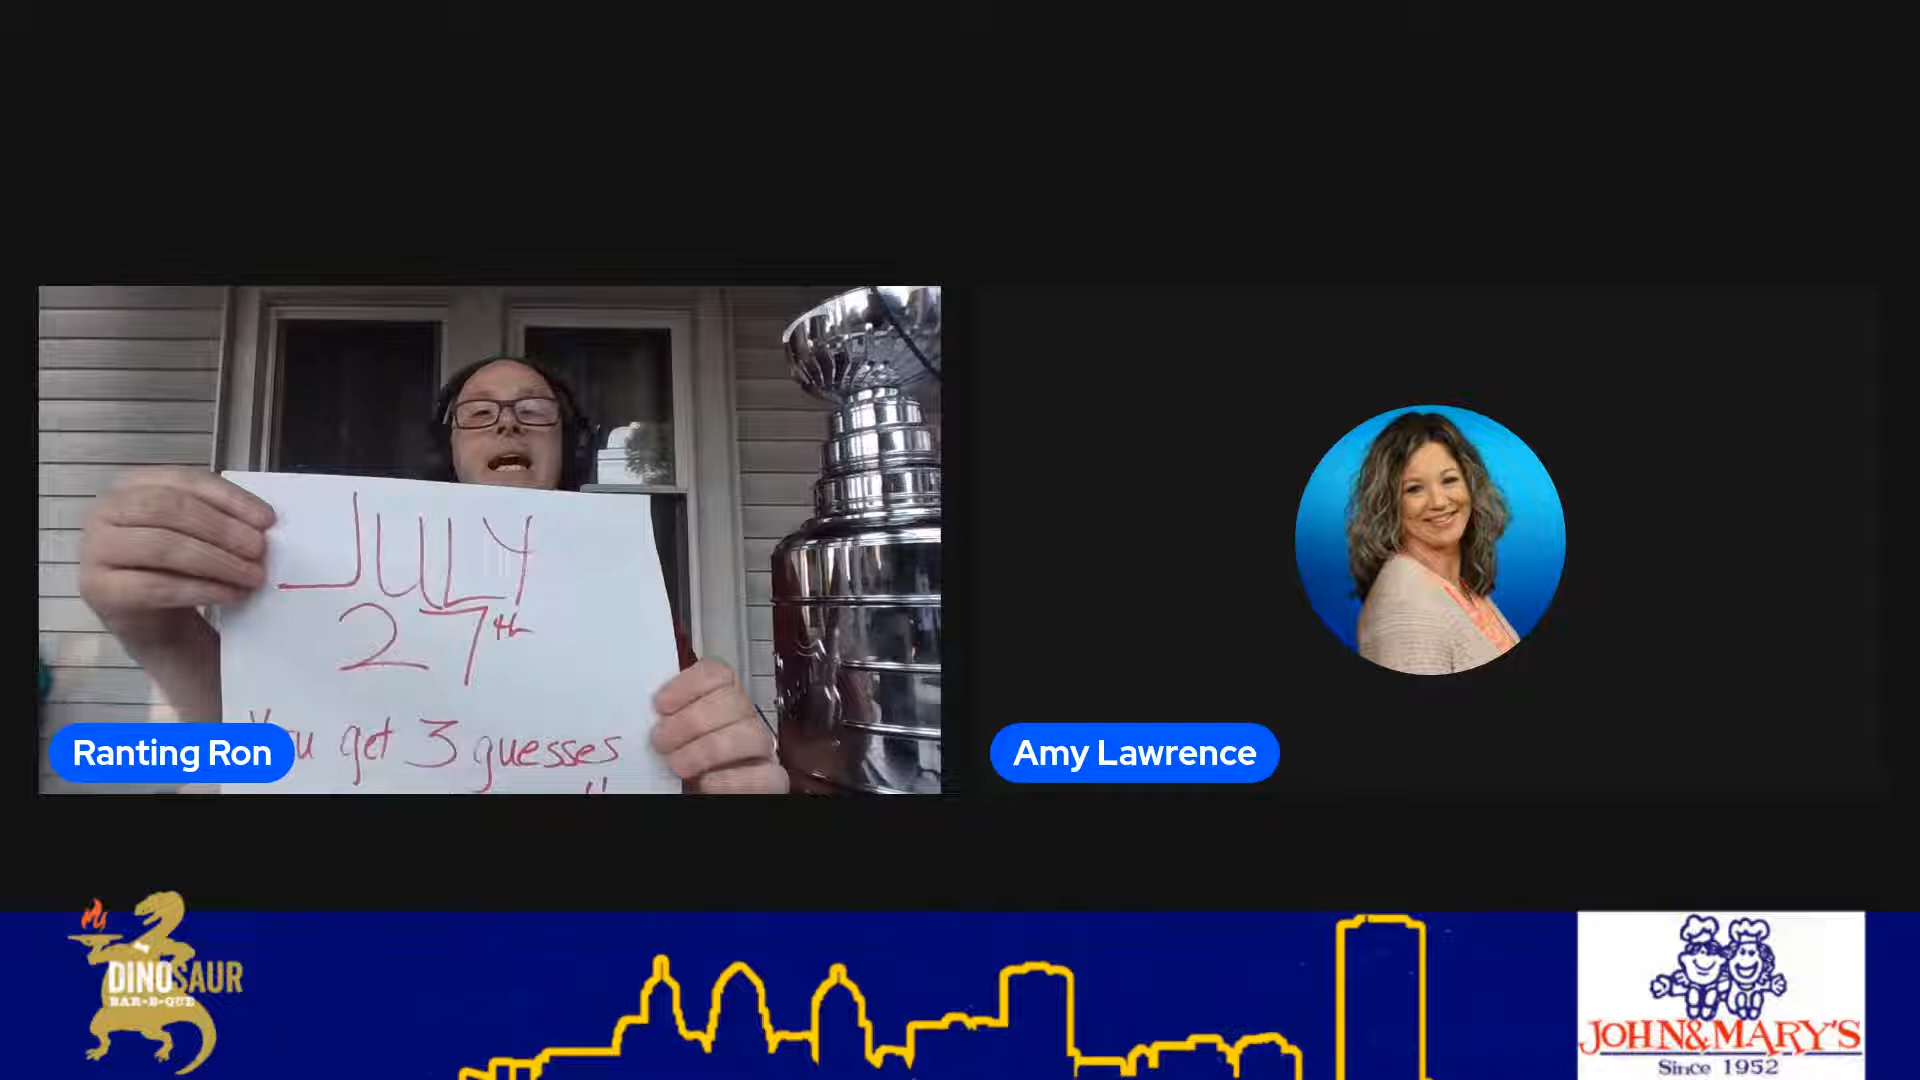 JULY
27th
get 3 guesses
Ranting Ron
Amy Lawrence
DINOSAUR
BAR-B-QUE
JOHN & MARY'S
Since 1952